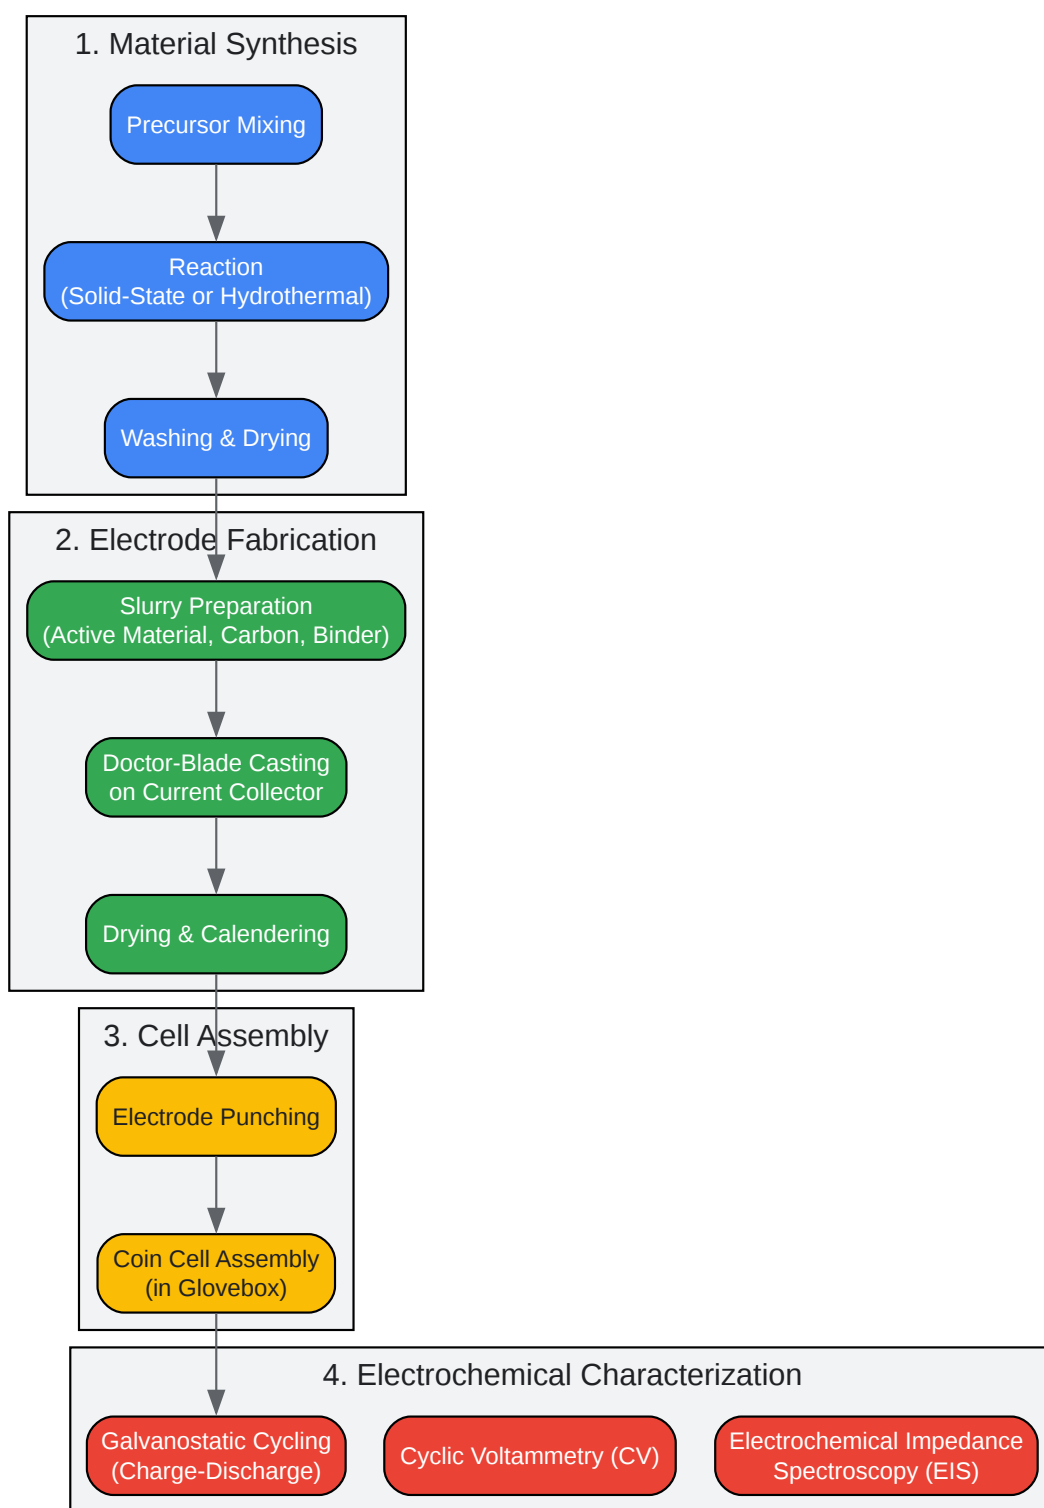 1. Material Synthesis
Precursor Mixing
Reaction
(Solid-State or Hydrothermal)
Washing & Drying
2. Electrode Fabrication
Slurry Preparation
(Active Material, Carbon, Binder)
Doctor-Blade Casting
on Current Collector
Drying & Calendering
3. Cell Assembly
Electrode Punching
Coin Cell Assembly
(in Glovebox)
4. Electrochemical Characterization
Galvanostatic Cycling
(Charge-Discharge)
Cyclic Voltammetry (CV)
Electrochemical Impedance
Spectroscopy (EIS)